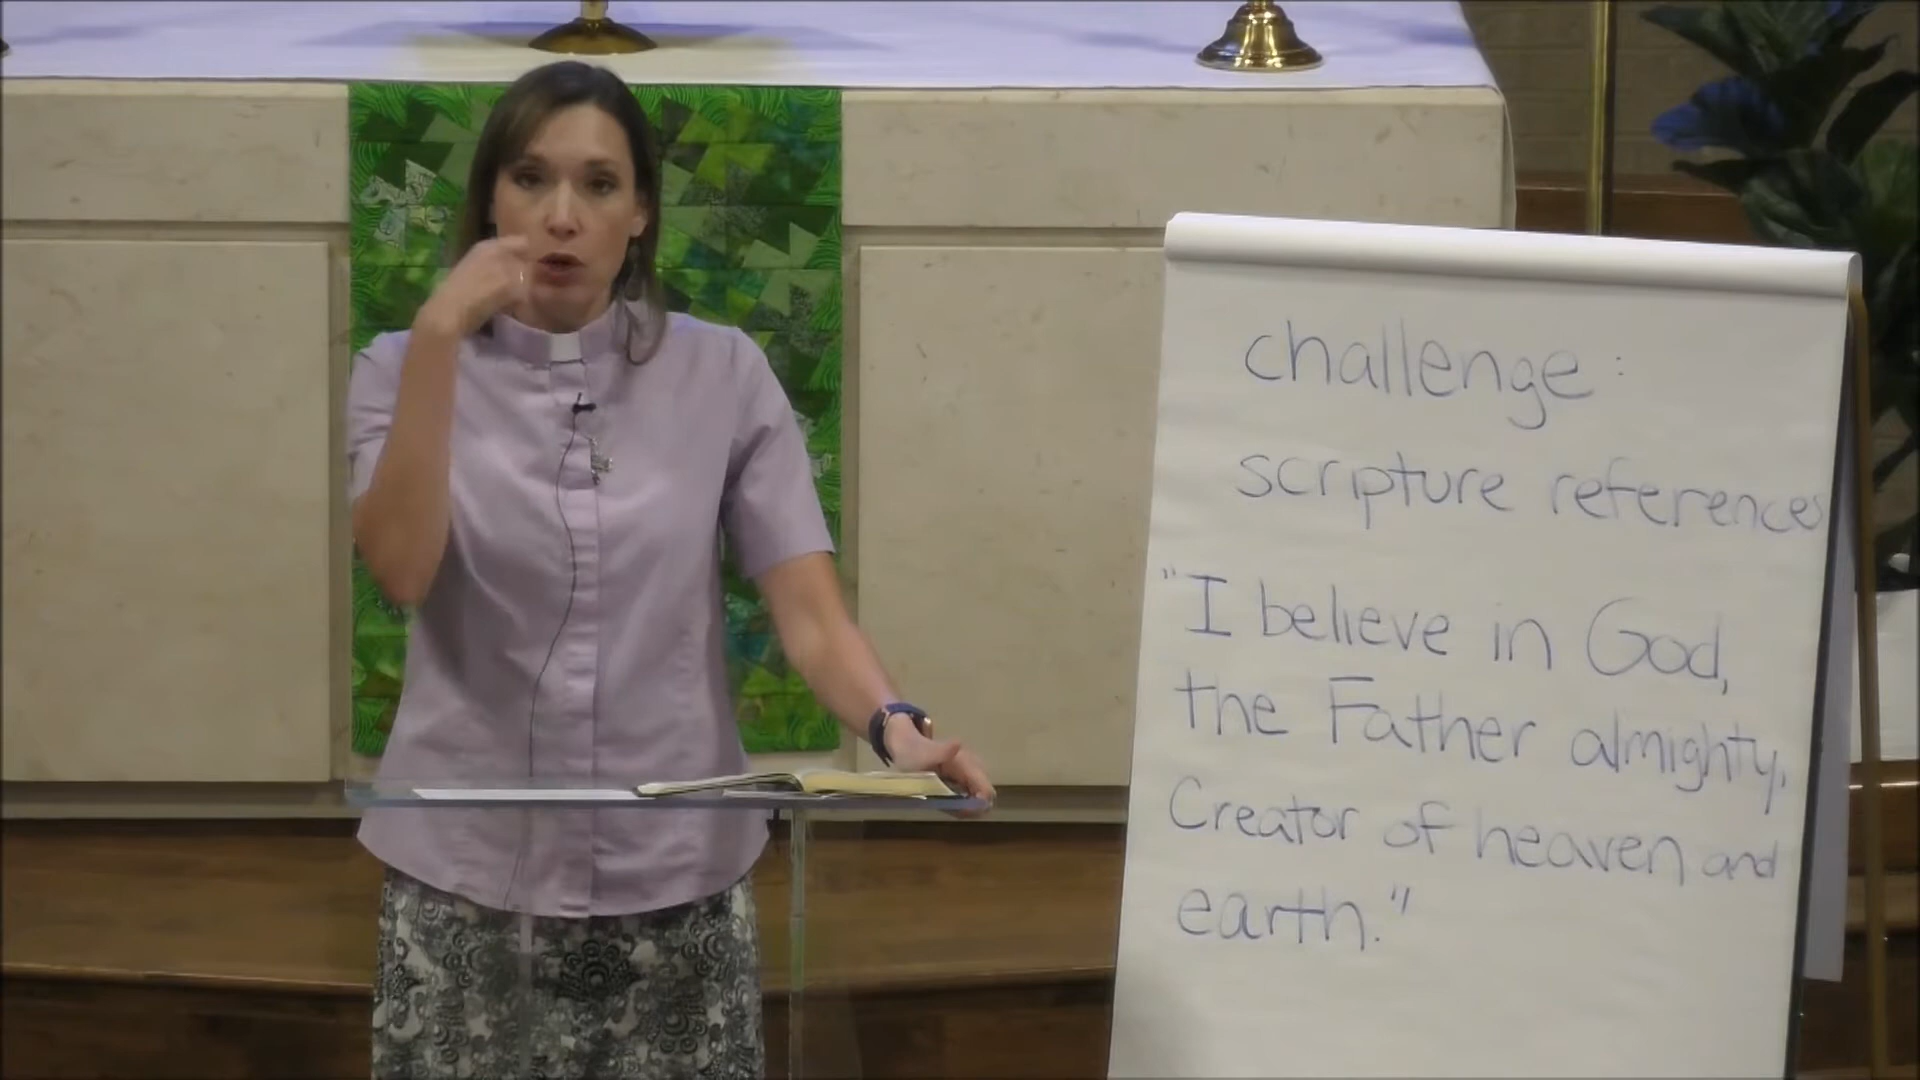 challenge:
scripture references
"I believe in God,
the Father almighty,
Creator of heaven and
earth."